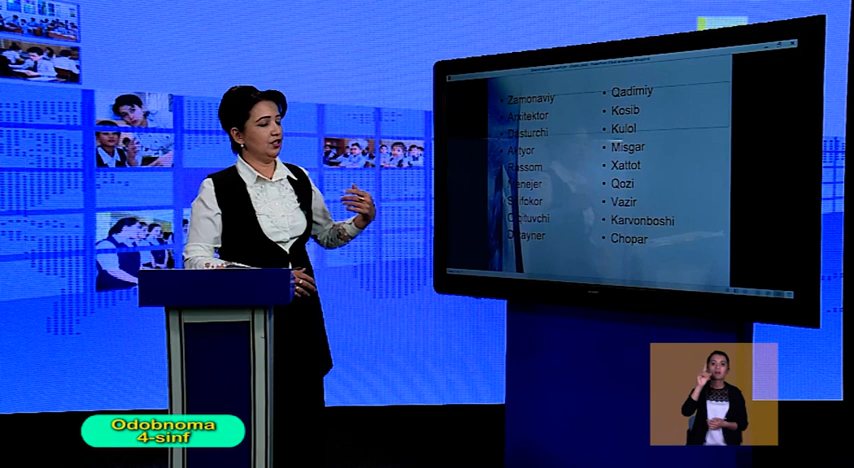 Zamonaviy
Arxitektor
Dasturchi
Aktyor
Rassom
Menejer
Shifokor
O'qituvchi
Dizayner
Qadimiy
Kosib
Kulol
Misgar
Xattot
Qozi
Vazir
Karvonboshi
Chopar
Odobnoma
4-sinf